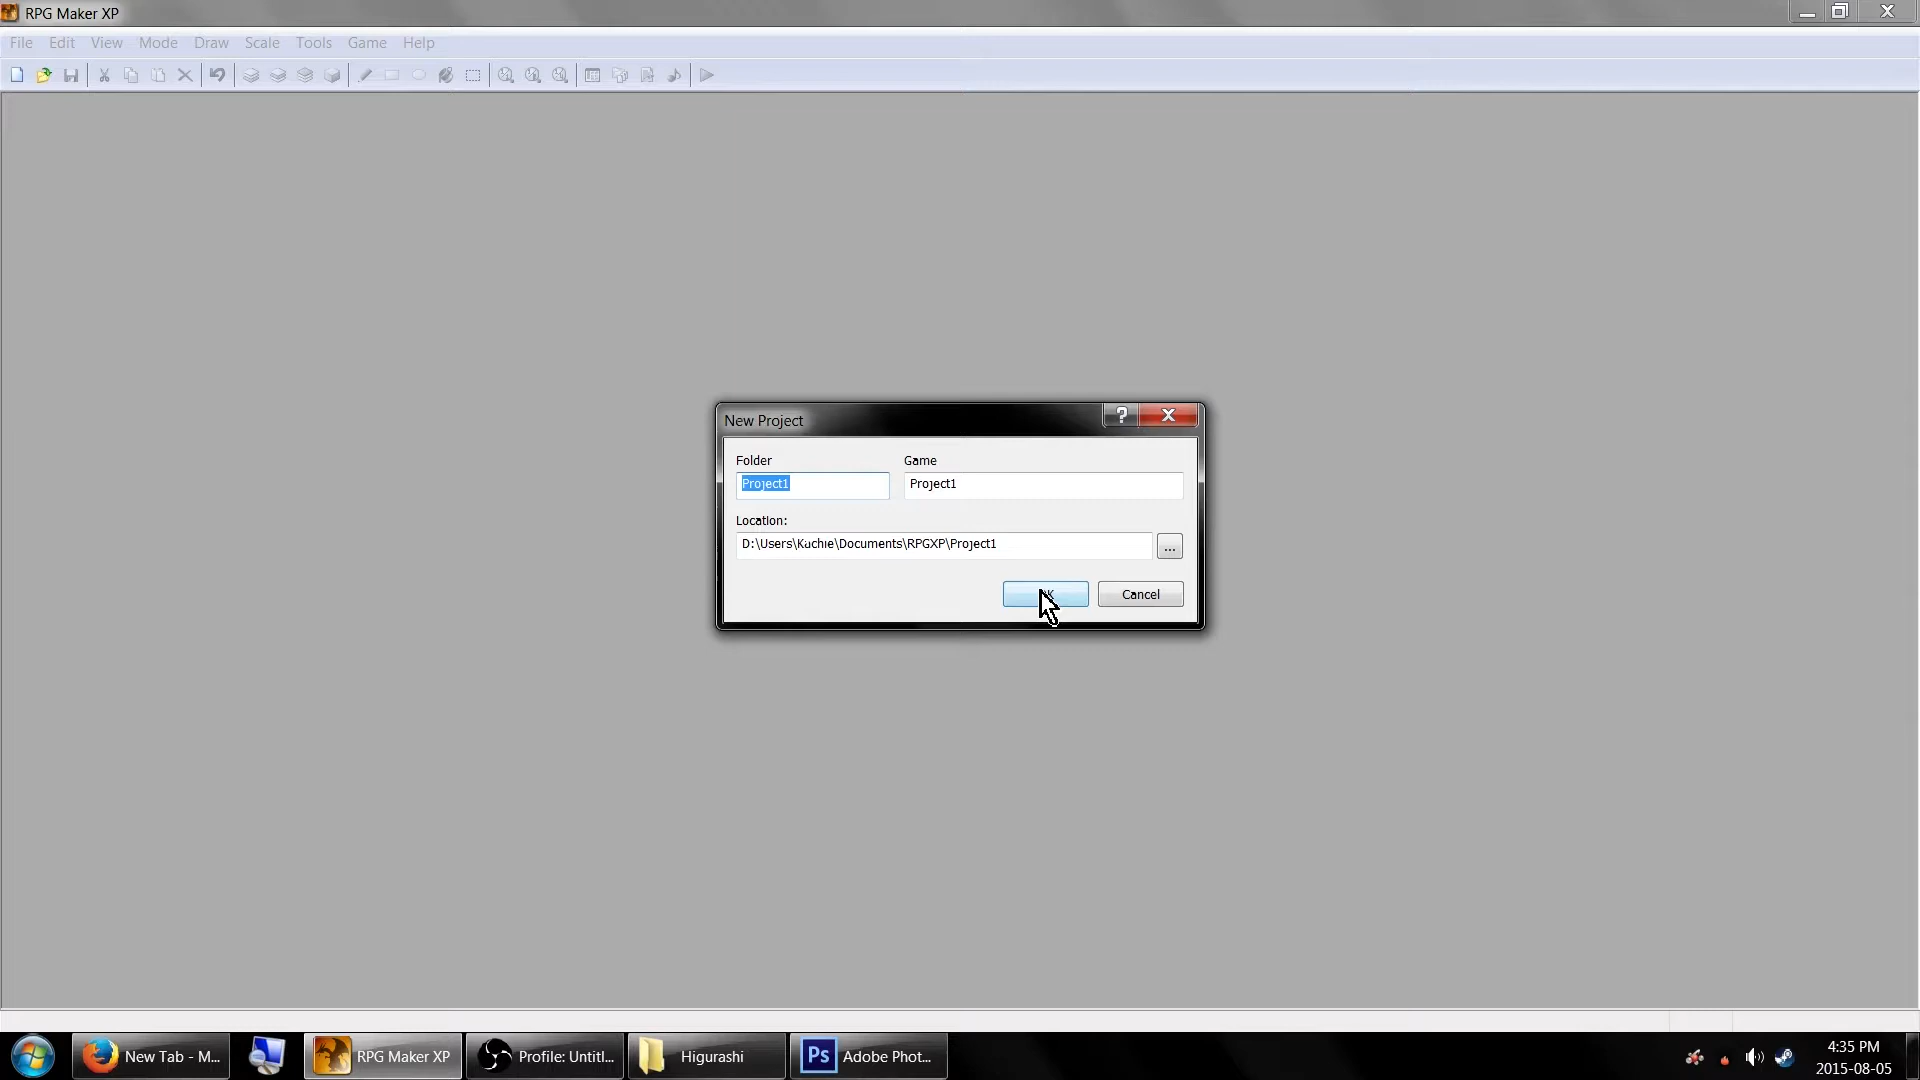 RPG Maker XP
File Edit View Mode Draw Scale Tools Game Help
New Project
Folder Game
Project1 Project1
Location:
D:\Users\Kachie\Documents\RPGXP\Project1
...
Cancel
New Tab - M... RPG Maker XP Profile: Untitl... Higurashi Ps Adobe Phot...
4:35 PM
2015-08-05